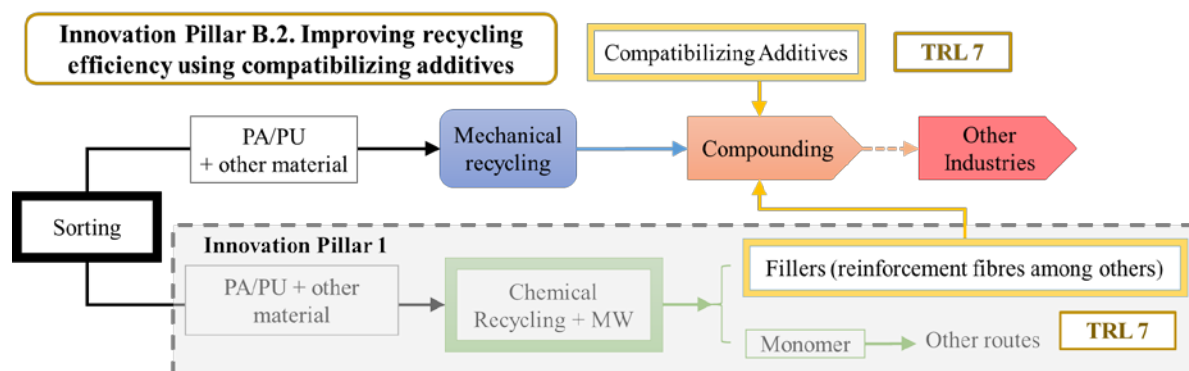 Innovation Pillar B.2. Improving recycling
efficiency using compatibilizing additives
Compatibilizing Additives
TRL 7
PA/PU
+ other material
Mechanical
recycling
Compounding
Other
Industries
Sorting
Innovation Pillar 1
PA/PU + other
material
Chemical
Recycling + MW
Fillers (reinforcement fibres among others)
Monomer
Other routes
TRL 7